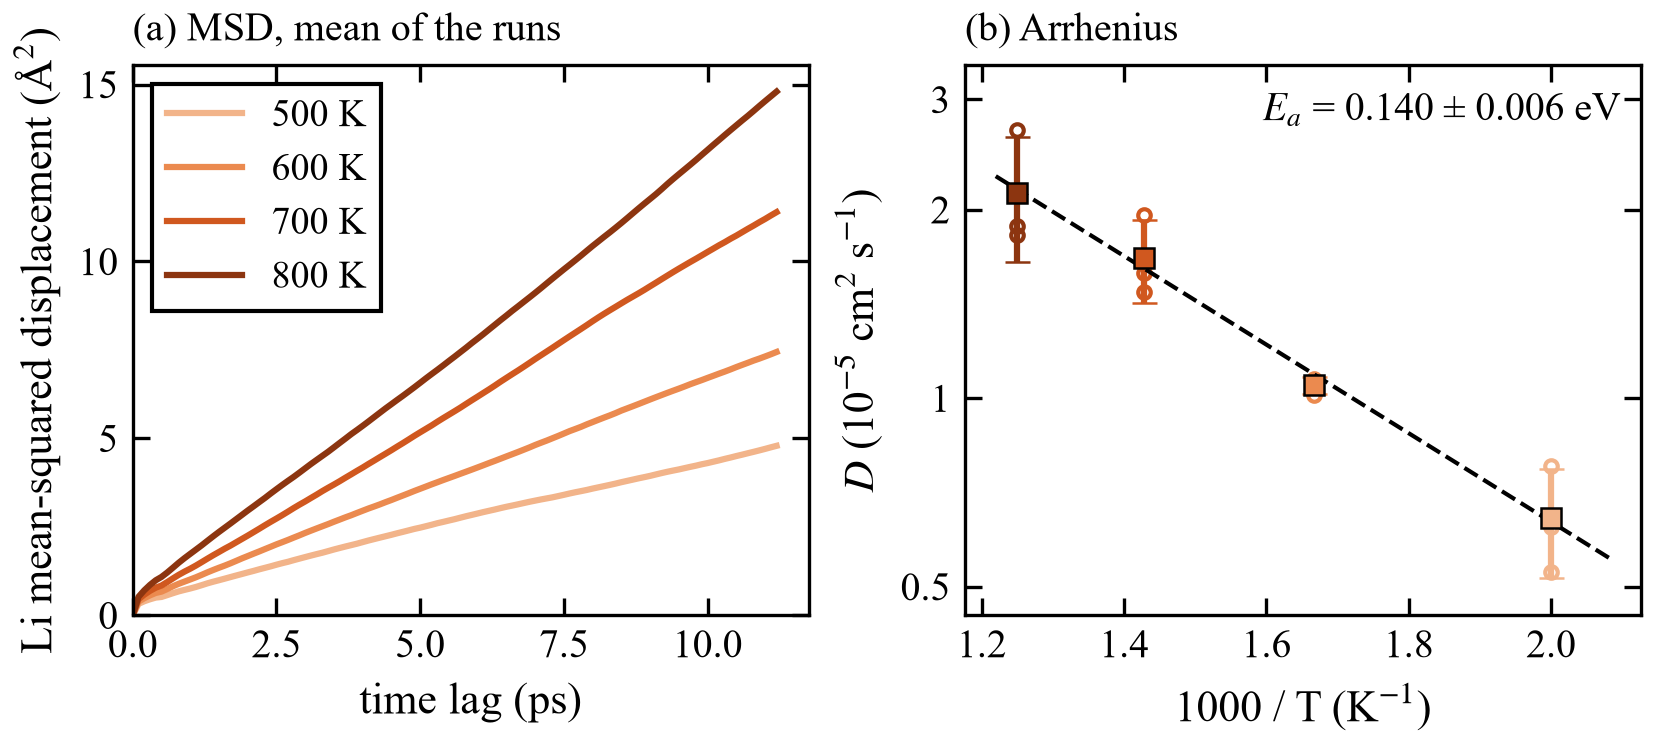 (a) MSD, mean of the runs
Li mean-squared displacement (Å²)
15
10
5
0
500 K
600 K
700 K
800 K
0.0 2.5 5.0 7.5 10.0
time lag (ps)
(b) Arrhenius
Eₐ = 0.140 ± 0.006 eV
D (10⁻⁵ cm² s⁻¹)
3
2
1
0.5
1.2 1.4 1.6 1.8 2.0
1000 / T (K⁻¹)